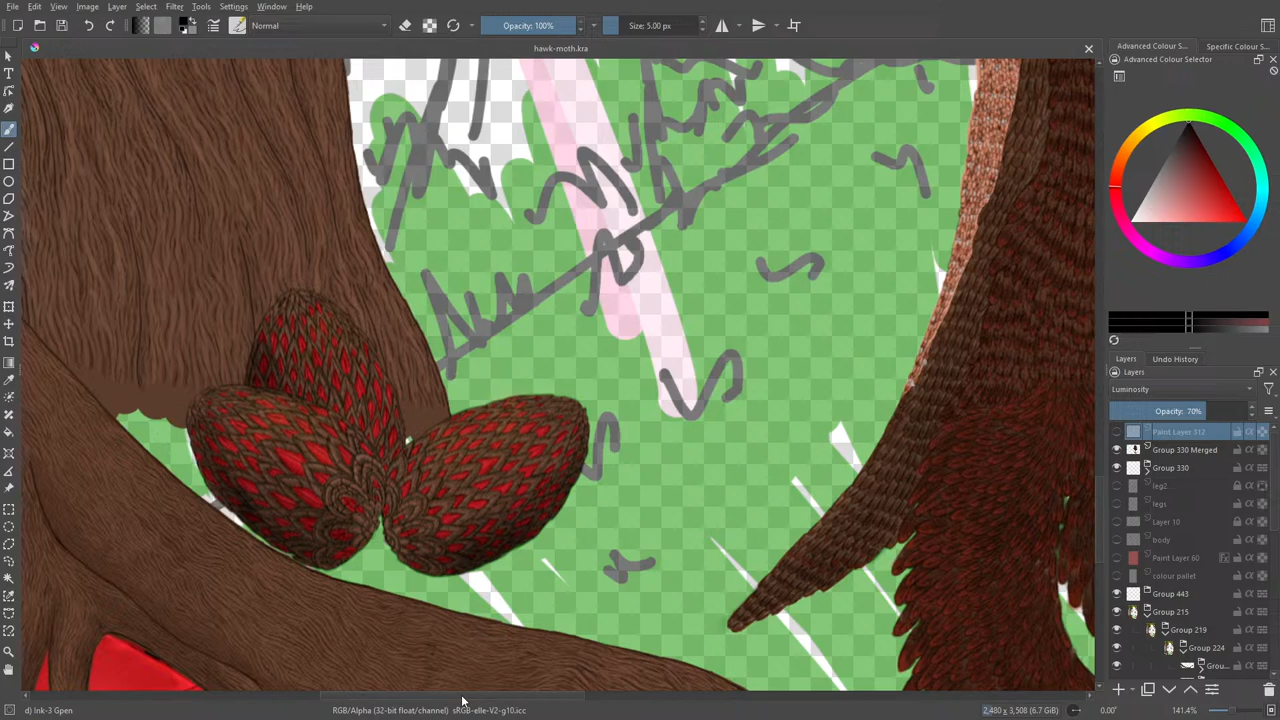 File Edit View Image Layer Select Filter Tools Settings Window Help
Normal Opacity: 100% Size: 5.00 px
hawk-moth.kra
Advanced Colour S... Specific Colour S...
Advanced Colour Selector
Layers Undo History
Layers
Luminosity
Opacity: 70%
Paint Layer 312
Group 330 Merged
Group 330
leg2
legs
Layer 10
body
Paint Layer 60
colour pallet
Group 443
Group 215
Group 219
Group 224
Grou...
d) Ink-3 Gpen RGB/Alpha (32-bit float/channel) sRGB-elle-V2-g10.icc 2,480 x 3,508 (6.7 GiB) 0.00° 141.4%